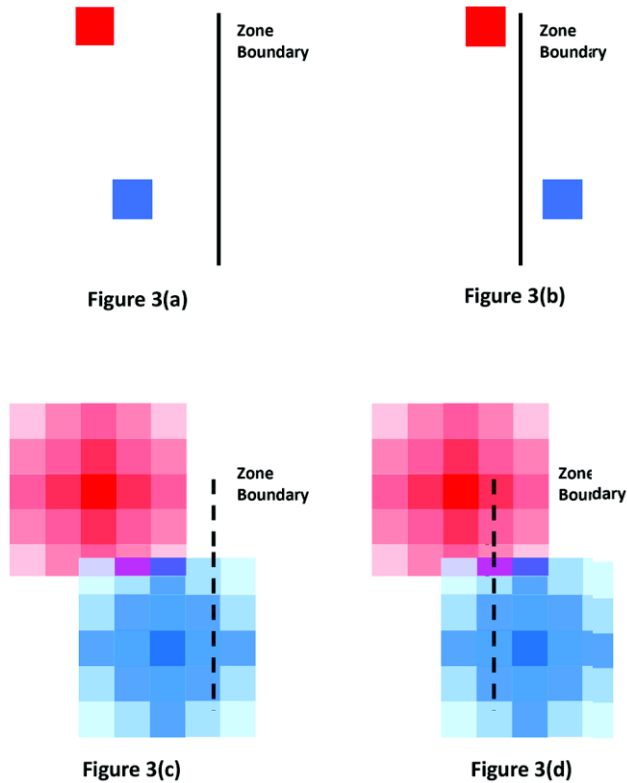 Zone
Boundary
Zone
Boundary
Figure 3(a)
Figure 3(b)
Zone
Boundary
Zone
Boundary
Figure 3(c)
Figure 3(d)